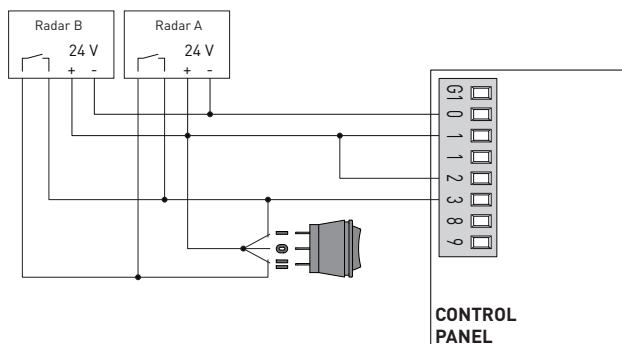 Radar B
Radar A
24 V
24 V
+ -
+ -
G1
0
1
1
2
3
8
9
I
0
II
CONTROL
PANEL